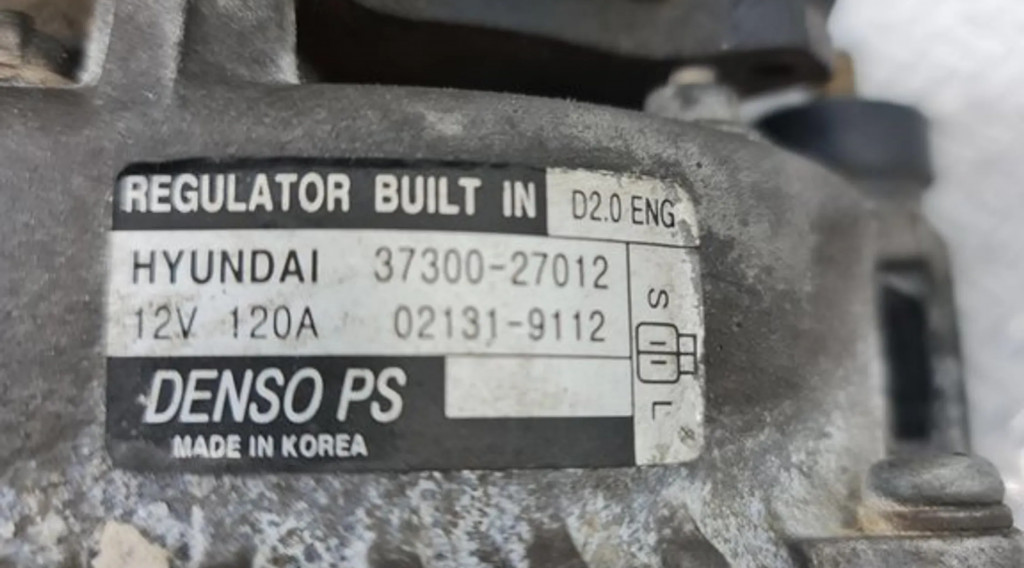 REGULATOR BUILT IN D2.0 ENG
HYUNDAI 37300-27012
12V 120A 02131-9112
S
L
DENSO PS
MADE IN KOREA